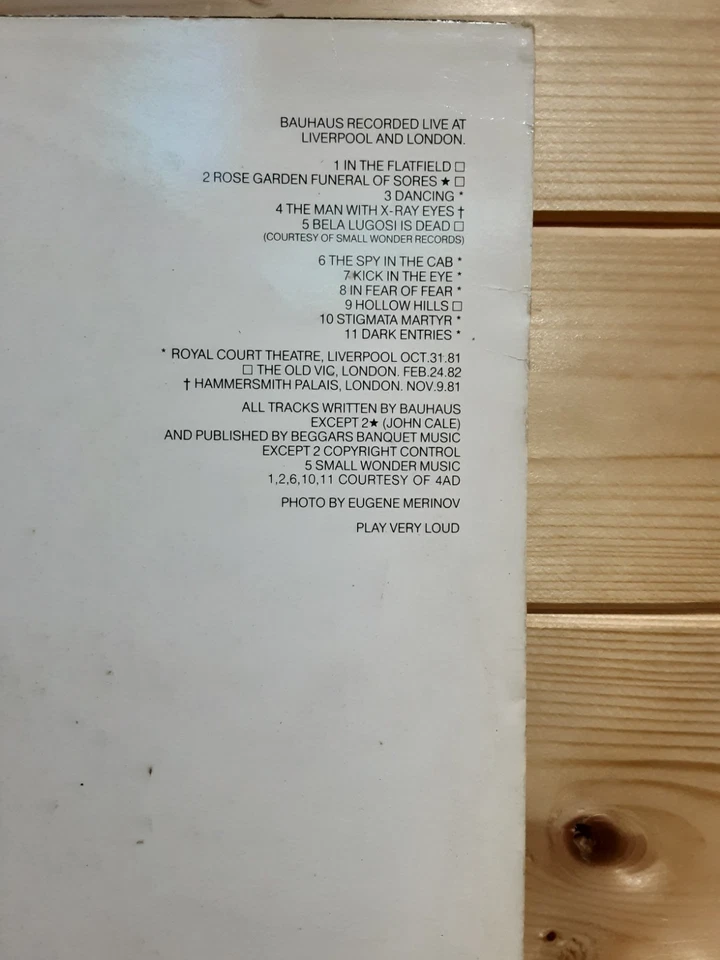 BAUHAUS RECORDED LIVE AT
LIVERPOOL AND LONDON.
1 IN THE FLATFIELD □
2 ROSE GARDEN FUNERAL OF SORES ★ □
3 DANCING *
4 THE MAN WITH X-RAY EYES †
5 BELA LUGOSI IS DEAD □
(COURTESY OF SMALL WONDER RECORDS)
6 THE SPY IN THE CAB *
7 KICK IN THE EYE *
8 IN FEAR OF FEAR *
9 HOLLOW HILLS □
10 STIGMATA MARTYR *
11 DARK ENTRIES *
* ROYAL COURT THEATRE, LIVERPOOL OCT.31.81
□ THE OLD VIC, LONDON. FEB.24.82
† HAMMERSMITH PALAIS, LONDON. NOV.9.81
ALL TRACKS WRITTEN BY BAUHAUS
EXCEPT 2★ (JOHN CALE)
AND PUBLISHED BY BEGGARS BANQUET MUSIC
EXCEPT 2 COPYRIGHT CONTROL
5 SMALL WONDER MUSIC
1,2,6,10,11 COURTESY OF 4AD
PHOTO BY EUGENE MERINOV
PLAY VERY LOUD